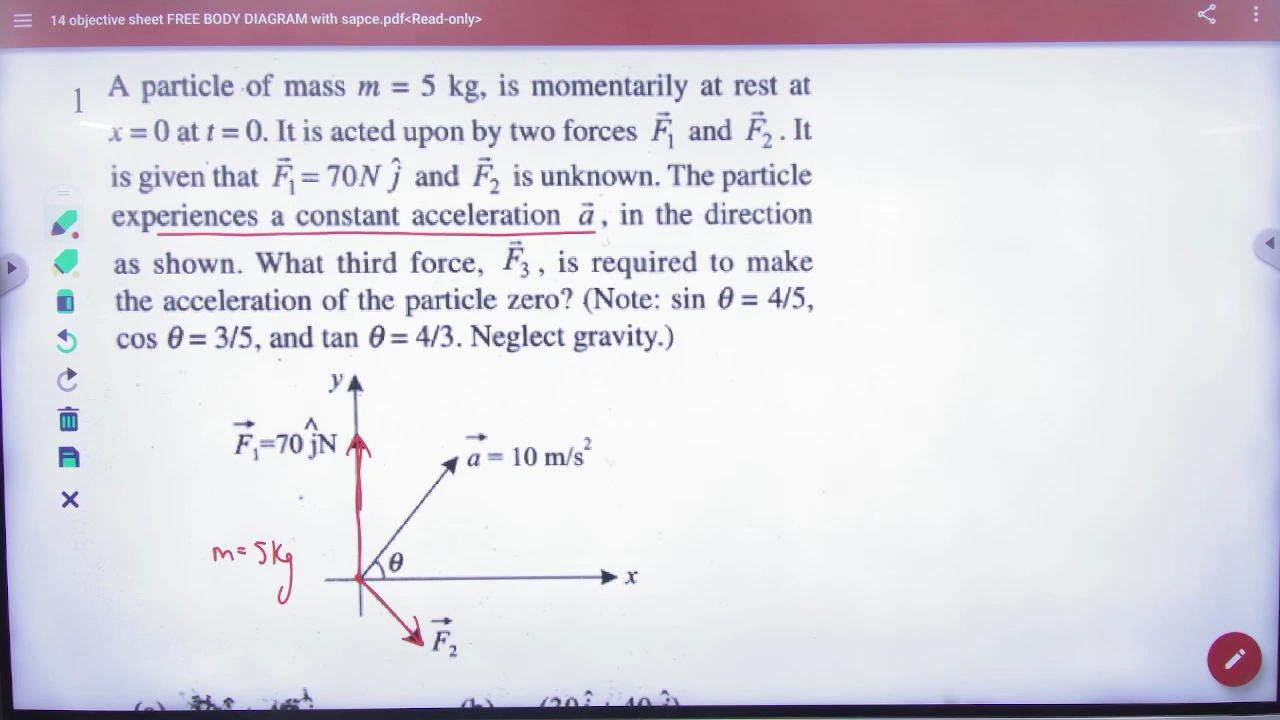 14 objective sheet FREE BODY DIAGRAM with sapce.pdf<Read-only>
1 A particle of mass m = 5 kg, is momentarily at rest at
x = 0 at t = 0. It is acted upon by two forces F⃗₁ and F⃗₂. It
is given that F⃗₁ = 70N ĵ and F⃗₂ is unknown. The particle
experiences a constant acceleration a⃗, in the direction
as shown. What third force, F⃗₃, is required to make
the acceleration of the particle zero? (Note: sin θ = 4/5,
cos θ = 3/5, and tan θ = 4/3. Neglect gravity.)
y
F⃗₁=70ĵN
a⃗ = 10 m/s²
m = 5kg
θ
x
F⃗₂